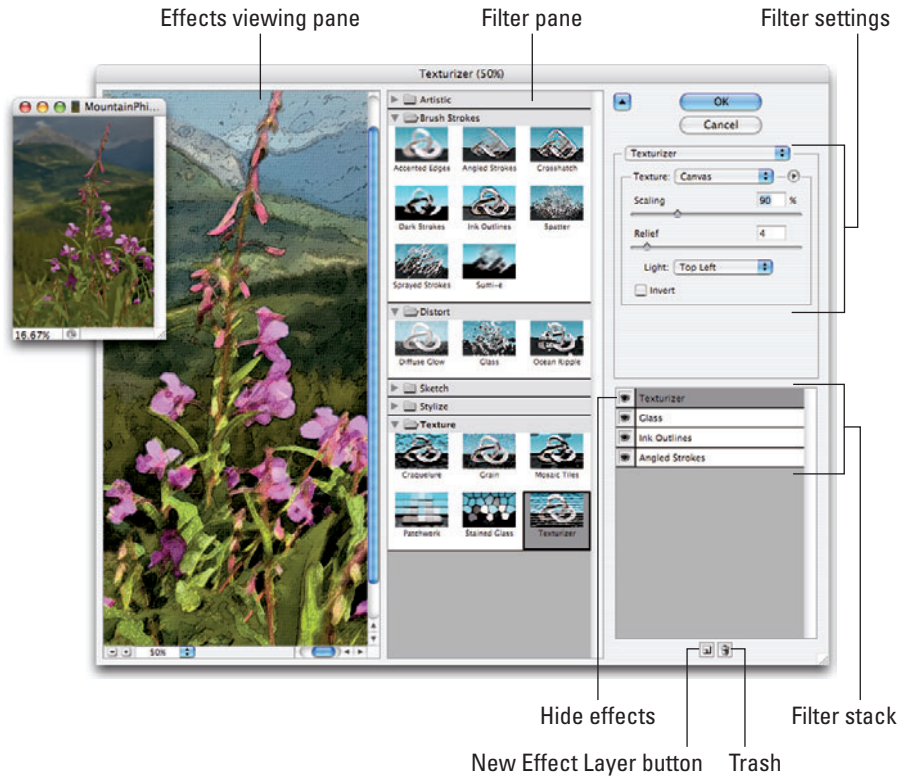 Effects viewing pane
Filter pane
Filter settings
Texturizer (50%)
MountainPhi...
16.67%
Artistic
Brush Strokes
Accented Edges
Angled Strokes
Crosshatch
Dark Strokes
Ink Outlines
Spatter
Sprayed Strokes
Sumi-e
Distort
Diffuse Glow
Glass
Ocean Ripple
Sketch
Stylize
Texture
Craquelure
Grain
Mosaic Tiles
Patchwork
Stained Glass
Texturizer
50%
OK
Cancel
Texturizer
Texture: Canvas
Scaling 90 %
Relief 4
Light: Top Left
Invert
Texturizer
Glass
Ink Outlines
Angled Strokes
Hide effects
Filter stack
New Effect Layer button
Trash